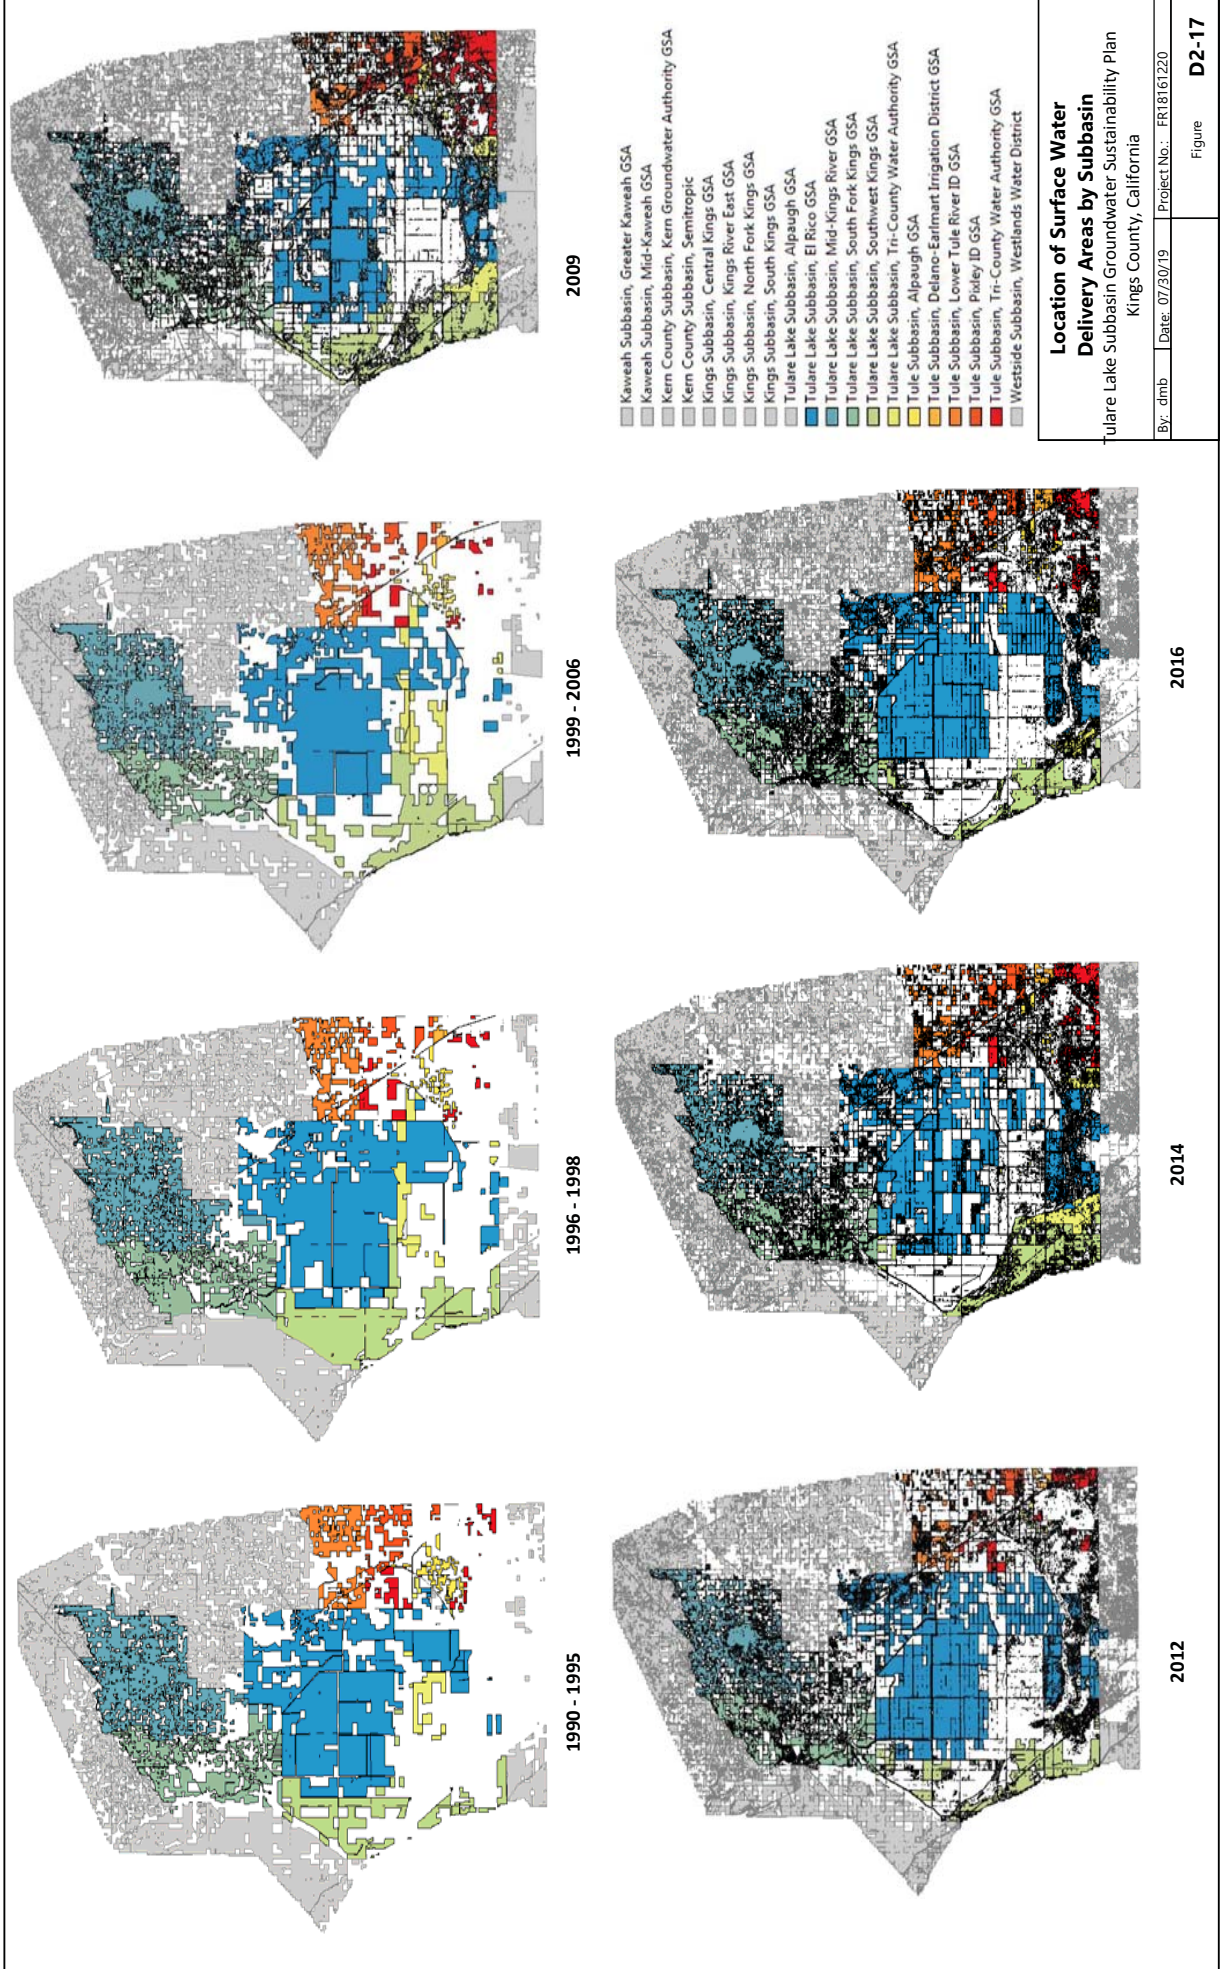 1990 - 1995
1996 - 1998
1999 - 2006
2009
2012
2014
2016
Kaweah Subbasin, Greater Kaweah GSA
Kaweah Subbasin, Mid-Kaweah GSA
Kern County Subbasin, Kern Groundwater Authority GSA
Kern County Subbasin, Semitropic
Kings Subbasin, Central Kings GSA
Kings Subbasin, Kings River East GSA
Kings Subbasin, North Fork Kings GSA
Kings Subbasin, South Kings GSA
Tulare Lake Subbasin, Alpaugh GSA
Tulare Lake Subbasin, El Rico GSA
Tulare Lake Subbasin, Mid-Kings River GSA
Tulare Lake Subbasin, South Fork Kings GSA
Tulare Lake Subbasin, Southwest Kings GSA
Tulare Lake Subbasin, Tri-County Water Authority GSA
Tule Subbasin, Alpaugh GSA
Tule Subbasin, Delano-Earlimart Irrigation District GSA
Tule Subbasin, Lower Tule River ID GSA
Tule Subbasin, Pixley ID GSA
Tule Subbasin, Tri-County Water Authority GSA
Westside Subbasin, Westlands Water District
Location of Surface Water
Delivery Areas by Subbasin
Tulare Lake Subbasin Groundwater Sustainability Plan
Kings County, California
By: dmb Date: 07/30/19 Project No.: FR18161220
Figure D2-17